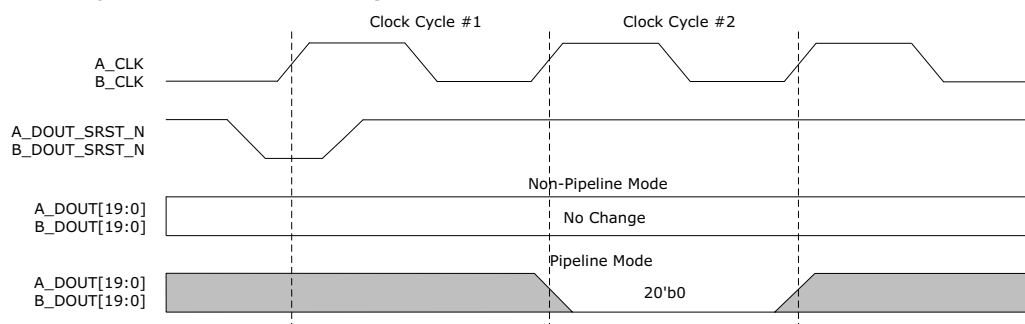 Clock Cycle #1 Clock Cycle #2
A_CLK
B_CLK
A_DOUT_SRST_N
B_DOUT_SRST_N
Non-Pipeline Mode
A_DOUT[19:0]
B_DOUT[19:0]
No Change
Pipeline Mode
A_DOUT[19:0]
B_DOUT[19:0]
20'b0